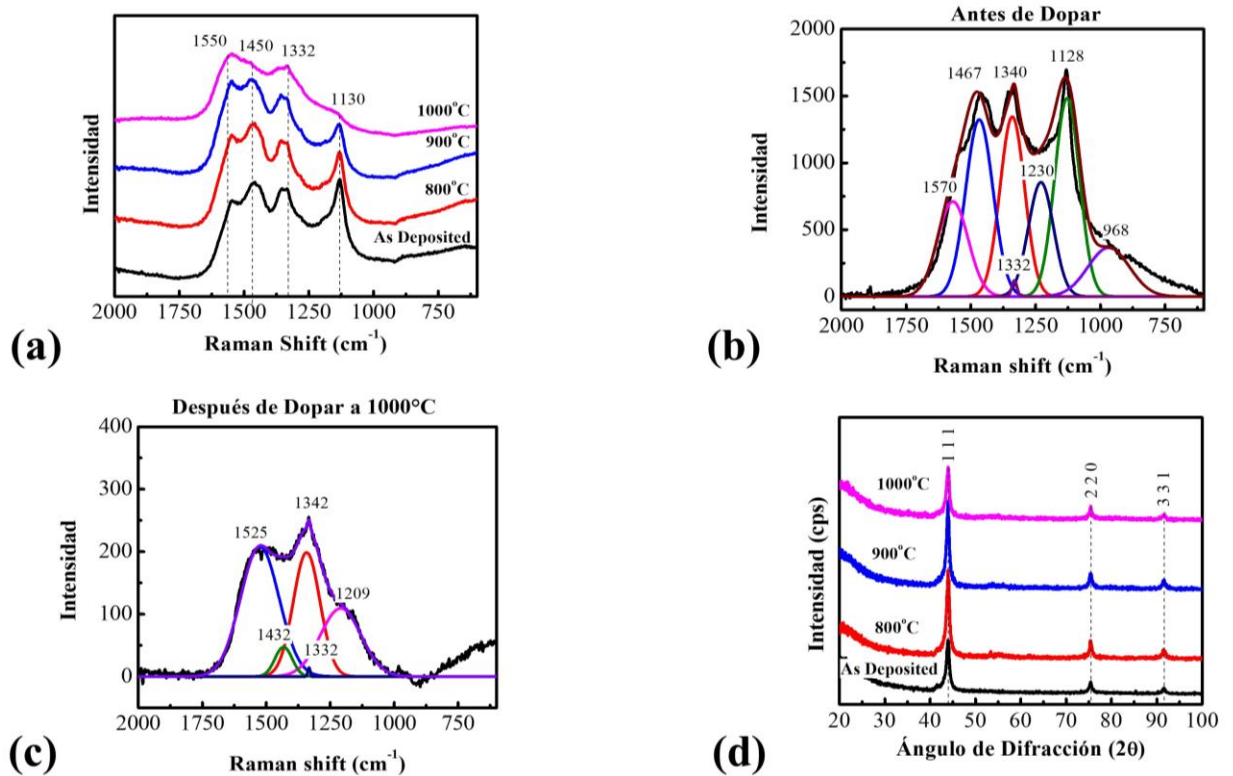 1550 1450 1332
1130
1000°C
900°C
800°C
As Deposited
Intensidad
2000 1750 1500 1250 1000 750
Raman Shift (cm-1)
(a)
Antes de Dopar
2000
1500
1000
500
0
1467 1340 1128
1570
1230
1332
968
Intensidad
2000 1750 1500 1250 1000 750
Raman shift (cm-1)
(b)
Después de Dopar a 1000°C
400
300
200
100
0
1525
1342
1209
1432
1332
Intensidad
2000 1750 1500 1250 1000 750
Raman shift (cm-1)
(c)
1 1 1
2 2 0
3 3 1
1000°C
900°C
800°C
As Deposited
Intensidad (cps)
20 30 40 50 60 70 80 90 100
Ángulo de Difracción (2θ)
(d)